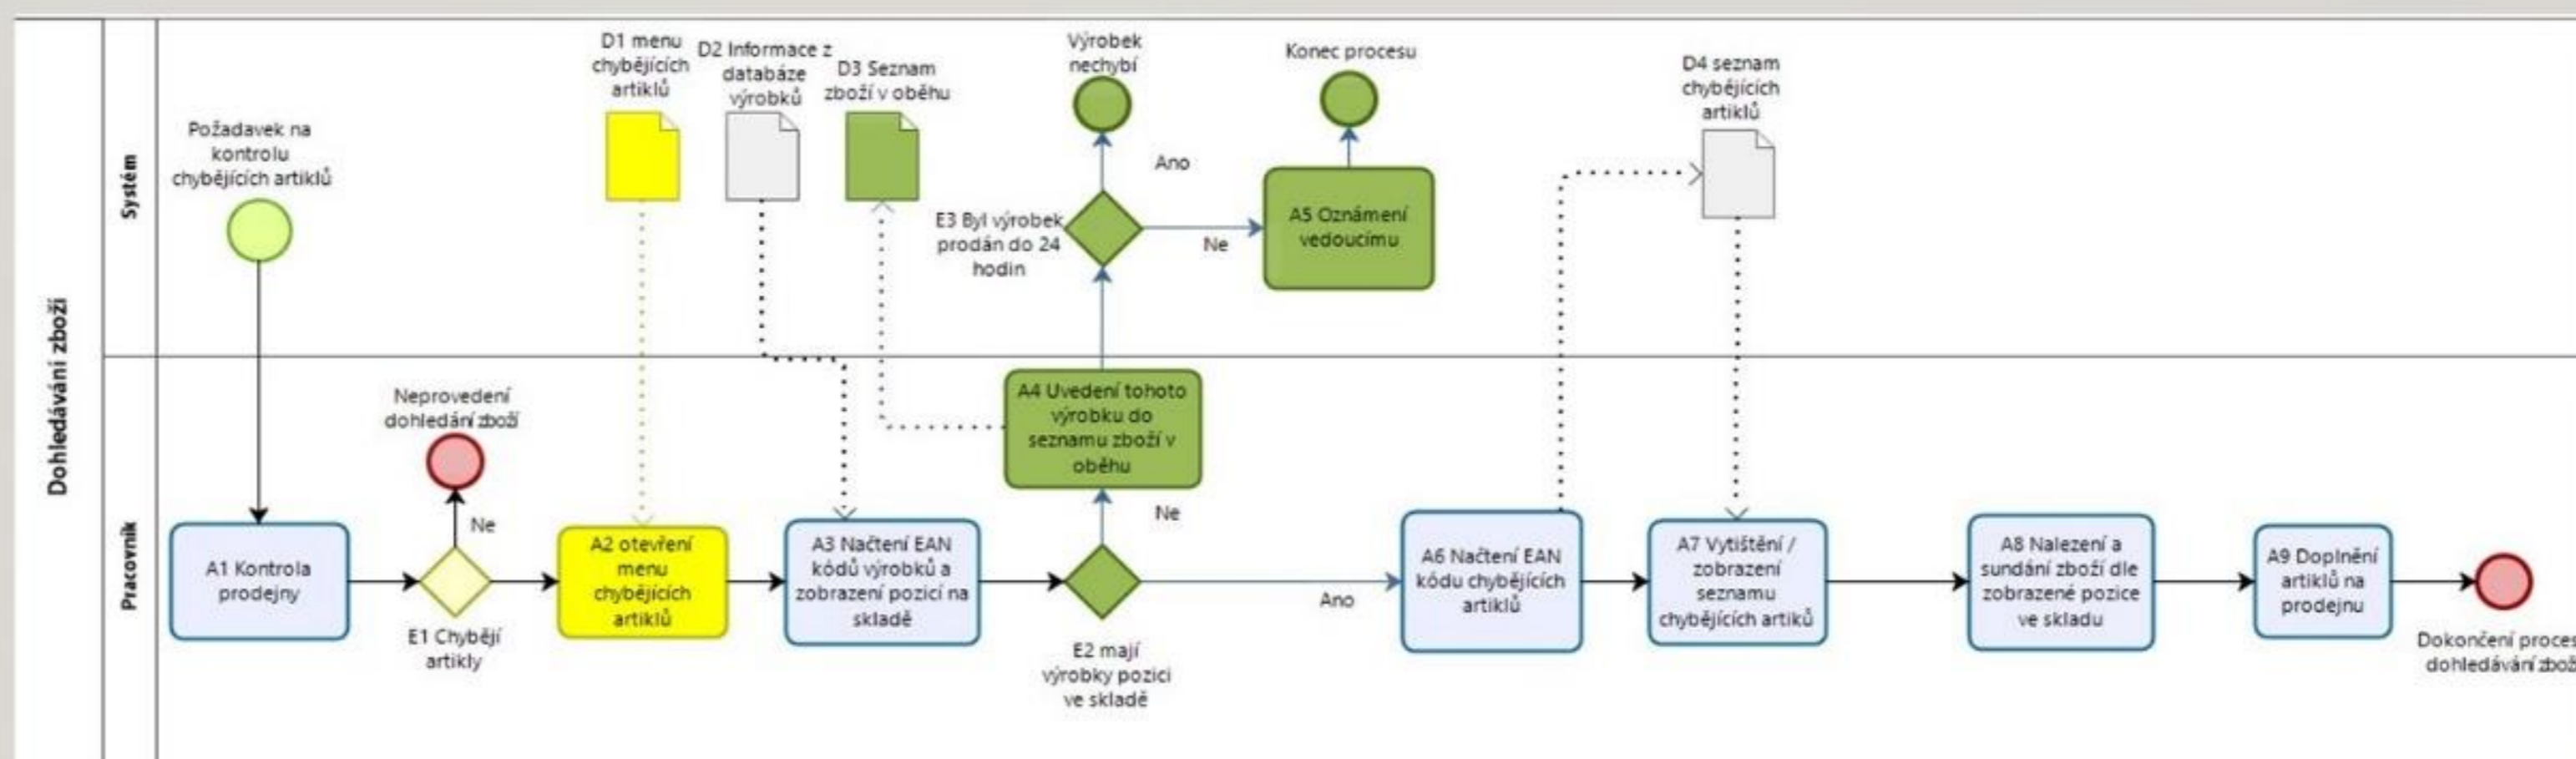 Dohledávání zboží
Systém
Požadavek na
kontrolu
chybějících artiklů
D1 menu
chybějících
artiklů
D2 Informace z
databáze
výrobků
D3 Seznam
zboží v oběhu
Výrobek
nechybí
Ano
E3 Byl výrobek
prodán do 24
hodin
Ne
Konec procesu
A5 Oznámení
vedoucímu
D4 seznam
chybějících
artiklů
Pracovník
A1 Kontrola
prodejny
Neprovedení
dohledání zboží
Ne
E1 Chybějí
artikly
A2 otevření
menu
chybějících
artiklů
A3 Načtení EAN
kódů výrobků a
zobrazení pozicí na
skladě
A4 Uvedení tohoto
výrobku do
seznamu zboží v
oběhu
Ne
E2 mají
výrobky pozici
ve skladě
Ano
A6 Načtení EAN
kódu chybějících
artiklů
A7 Vytištění /
zobrazení
seznamu
chybějících artiků
A8 Nalezení a
sundání zboží dle
zobrazené pozice
ve skladu
A9 Doplnění
artiklů na
prodejnu
Dokončení proces
dohledávání zbož